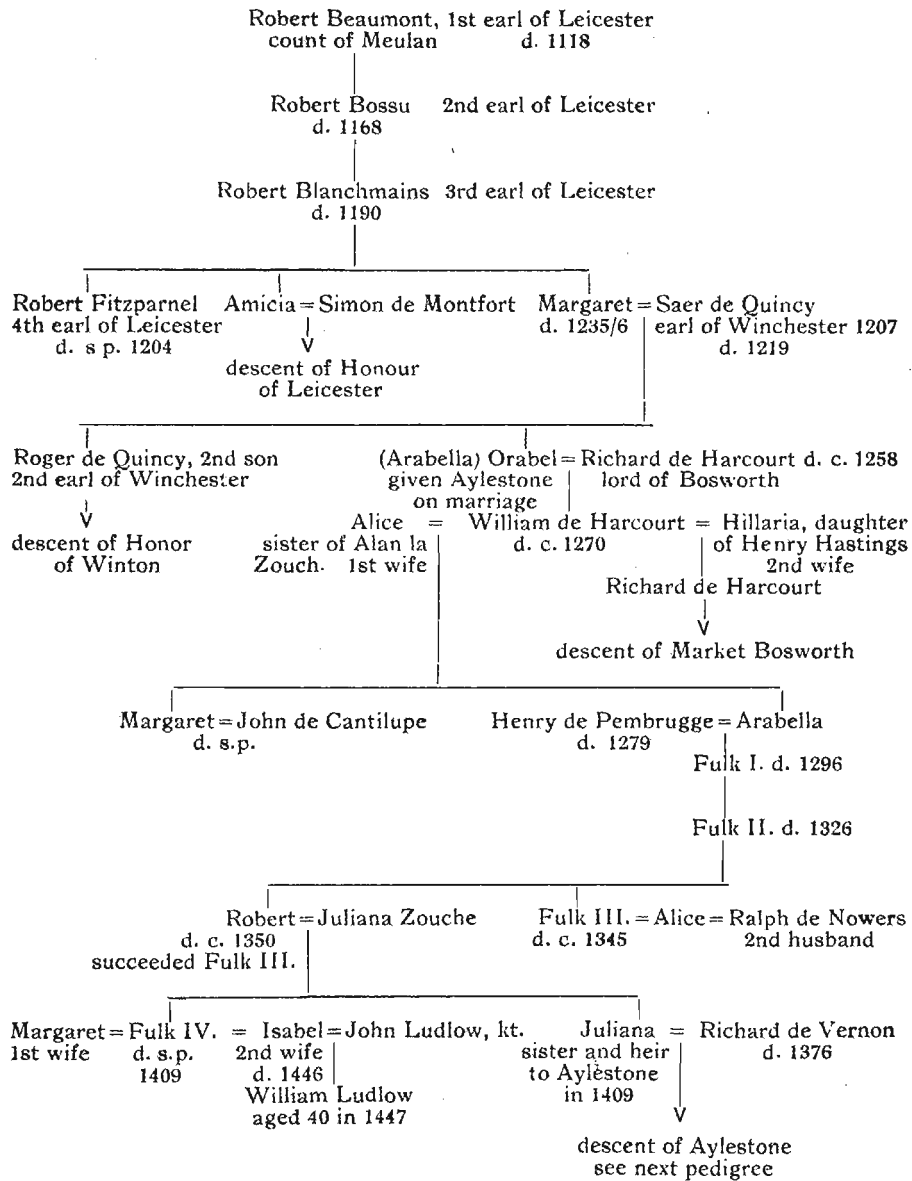 Robert Beaumont, 1st earl of Leicester
count of Meulan d. 1118
Robert Bossu 2nd earl of Leicester
d. 1168
Robert Blanchmains 3rd earl of Leicester
d. 1190
Robert Fitzparnel Amicia = Simon de Montfort Margaret = Saer de Quincy
4th earl of Leicester d. 1235/6 earl of Winchester 1207
d. s p. 1204 d. 1219
descent of Honour
of Leicester
Roger de Quincy, 2nd son (Arabella) Orabel = Richard de Harcourt d. c. 1258
2nd earl of Winchester given Aylestone lord of Bosworth
on marriage
Alice = William de Harcourt = Hillaria, daughter
descent of Honor sister of Alan la d. c. 1270 of Henry Hastings
of Winton Zouch. 1st wife 2nd wife
Richard de Harcourt
descent of Market Bosworth
Margaret = John de Cantilupe Henry de Pembrugge = Arabella
d. s.p. d. 1279
Fulk I. d. 1296
Fulk II. d. 1326
Robert = Juliana Zouche Fulk III. = Alice = Ralph de Nowers
d. c. 1350 d. c. 1345 2nd husband
succeeded Fulk III.
Margaret = Fulk IV. = Isabel = John Ludlow, kt. Juliana = Richard de Vernon
1st wife d. s.p. 2nd wife sister and heir d. 1376
1409 d. 1446 to Aylestone
William Ludlow in 1409
aged 40 in 1447
descent of Aylestone
see next pedigree